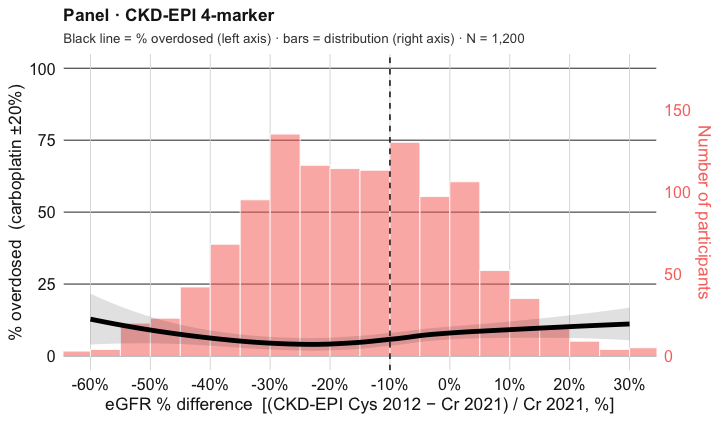 Panel · CKD-EPI 4-marker
Black line = % overdosed (left axis) · bars = distribution (right axis) · N = 1,200
% overdosed (carboplatin ±20%)
100
75
50
25
0
150
100
50
0
Number of participants
-60% -50% -40% -30% -20% -10% 0% 10% 20% 30%
eGFR % difference [(CKD-EPI Cys 2012 − Cr 2021) / Cr 2021, %]